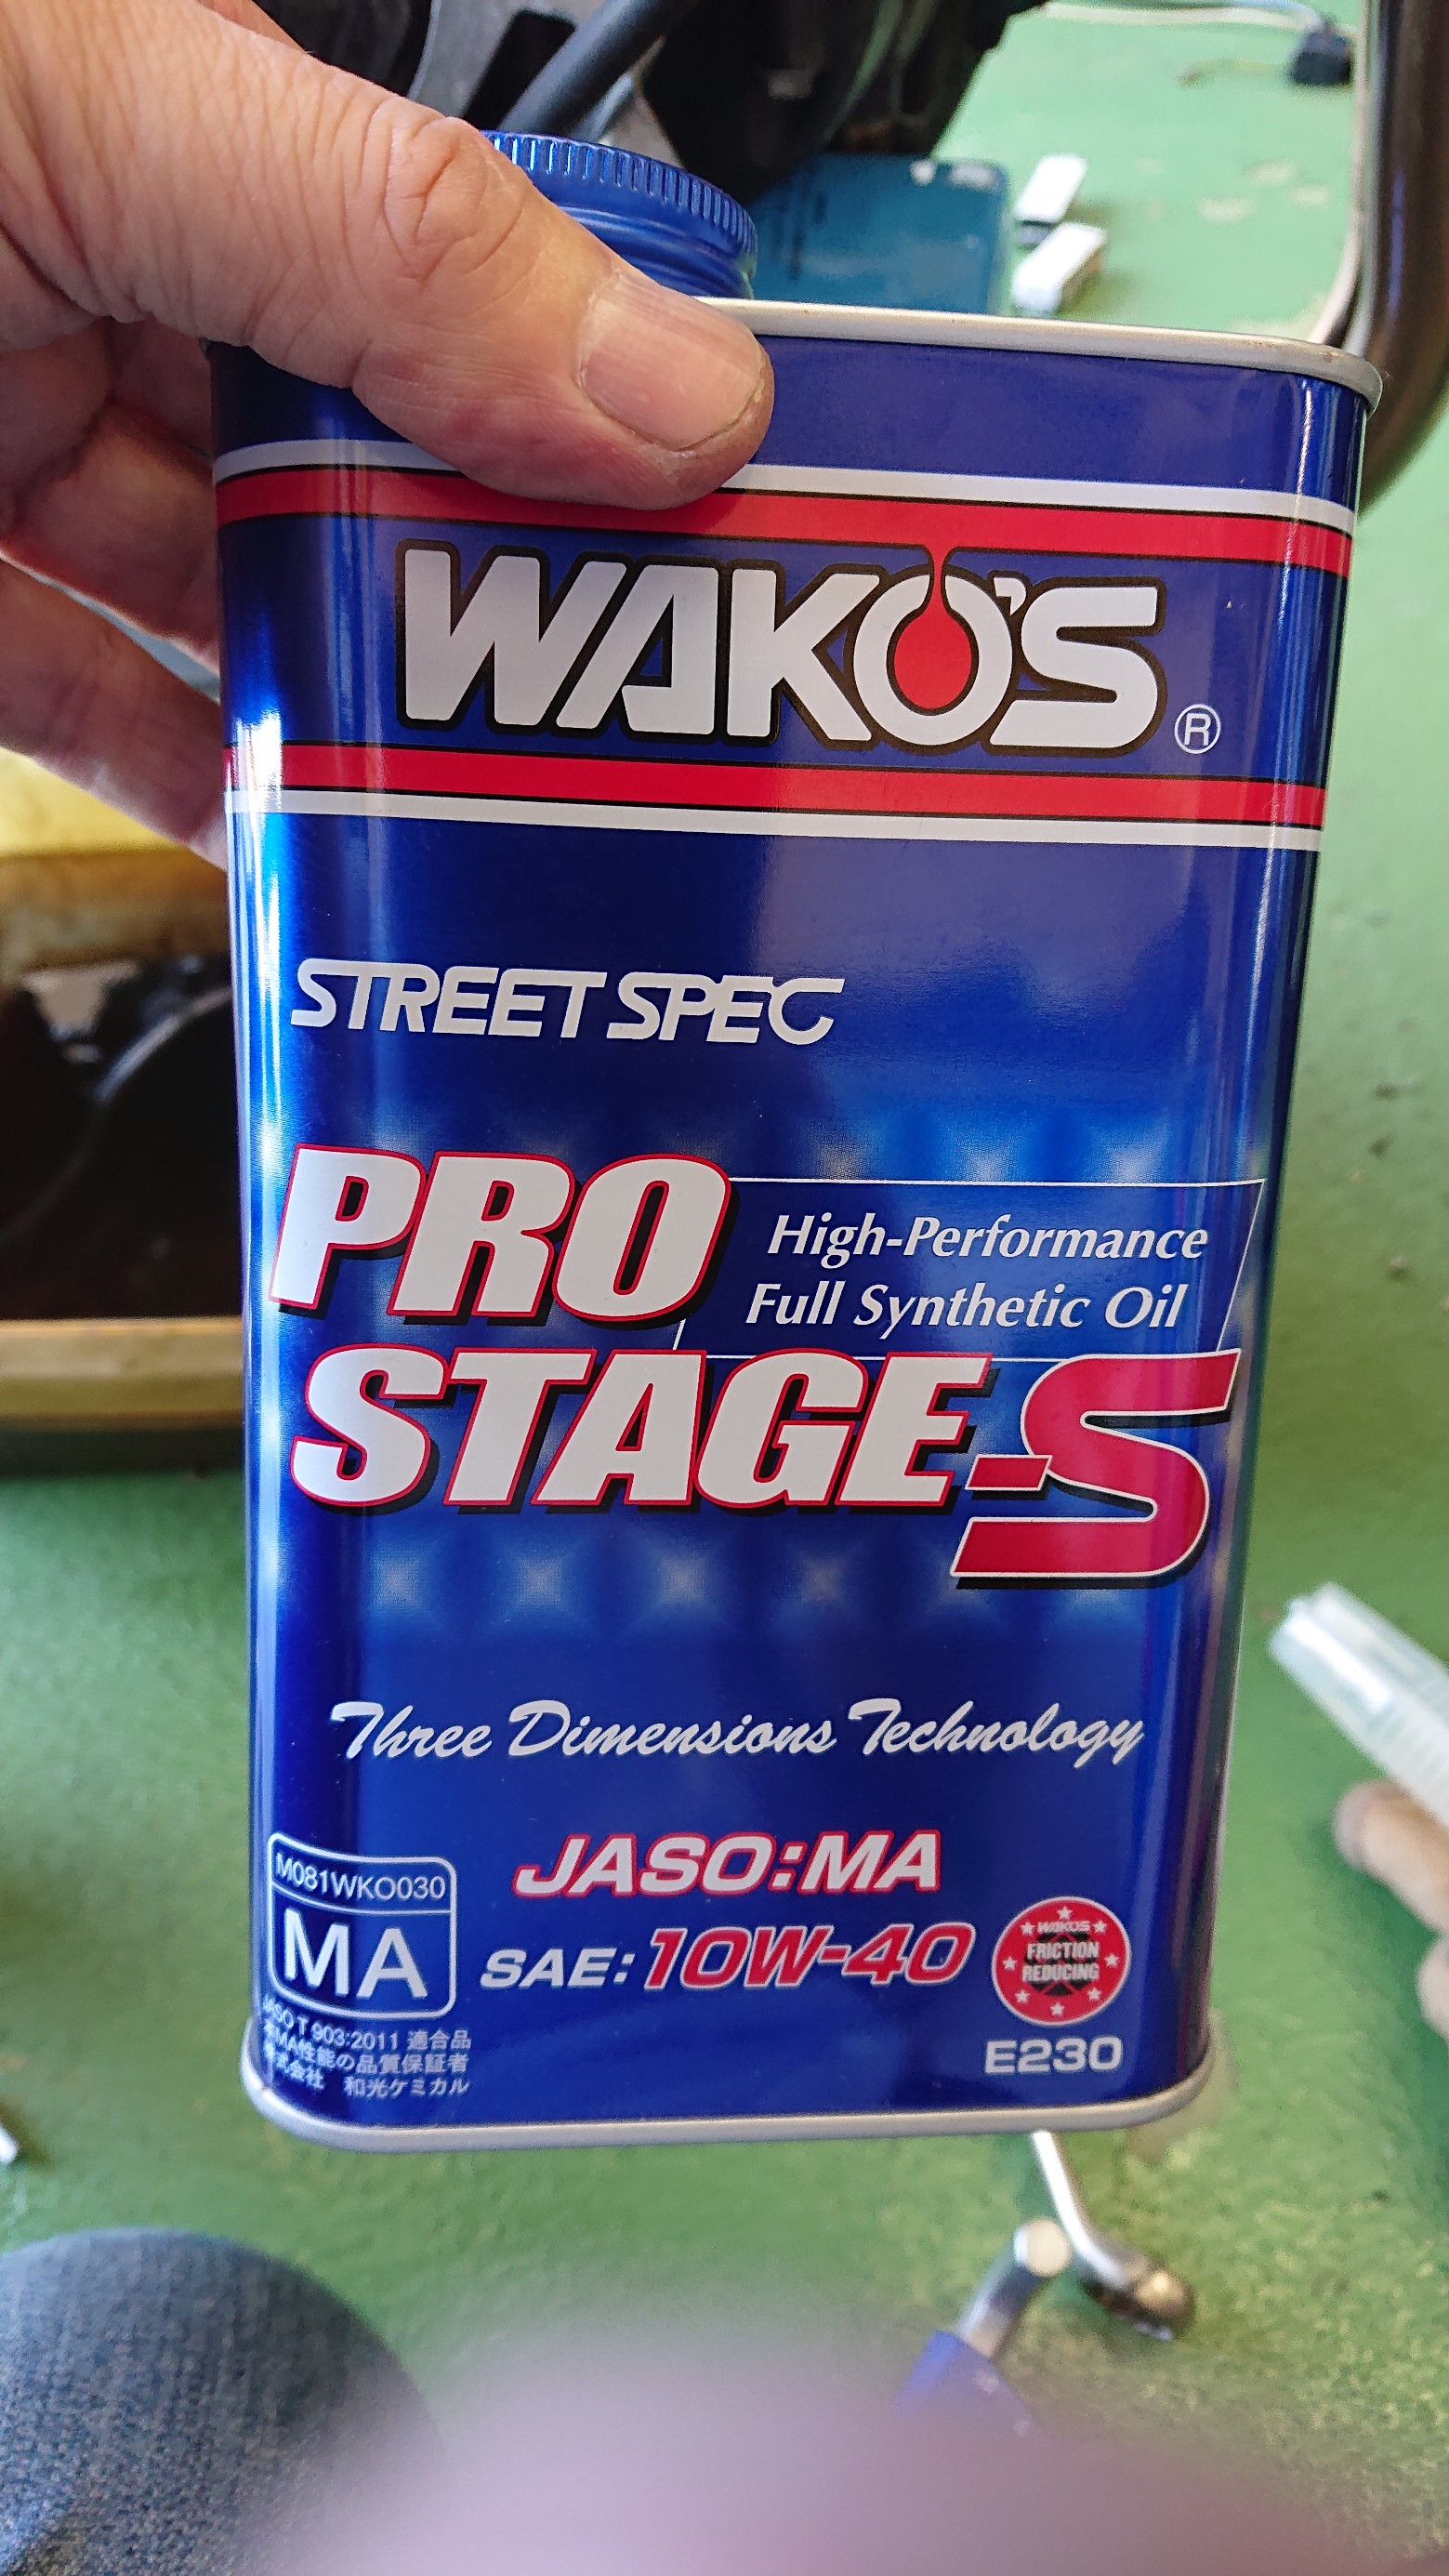 WAKO'S ®
STREET SPEC
PRO
High-Performance
Full Synthetic Oil
STAGE-S
Three Dimensions Technology
JASO:MA
SAE: 10W-40
M081WKO030
MA
JASO T 903:2011 適合品
MA性能の品質保証者
株式会社 和光ケミカル
WAKO'S
FRICTION
REDUCING
E230